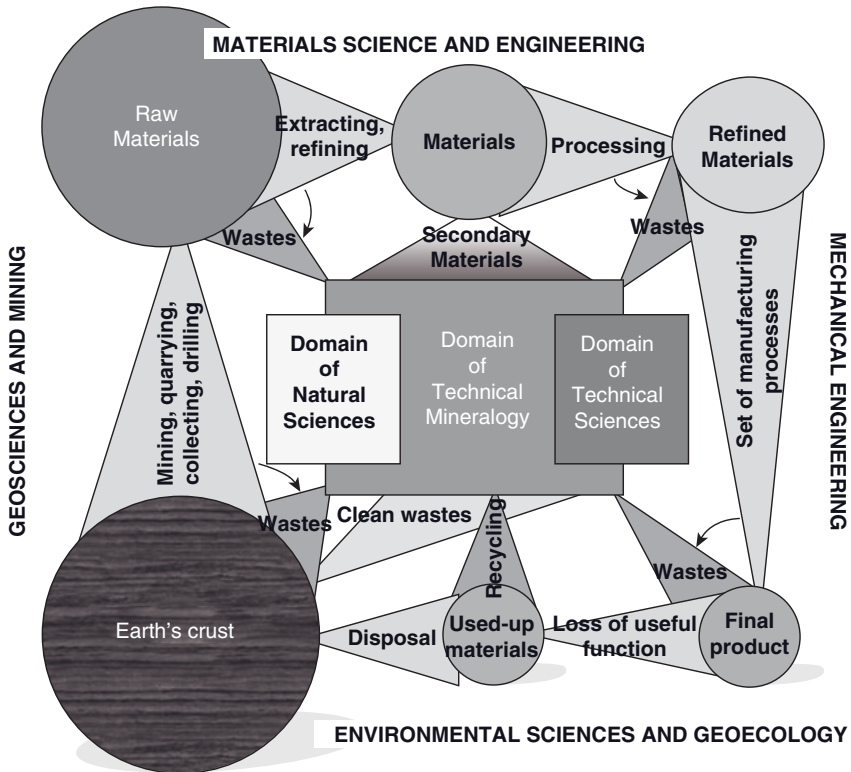 MATERIALS SCIENCE AND ENGINEERING
Raw
Materials
Extracting,
refining
Materials
Processing
Refined
Materials
Wastes
Secondary
Materials
Wastes
GEOSCIENCES AND MINING
Mining, quarrying,
collecting, drilling
Domain
of
Natural
Sciences
Domain
of
Technical
Mineralogy
Domain
of
Technical
Sciences
Set of manufacturing
processes
MECHANICAL ENGINEERING
Wastes
Clean wastes
Recycling
Wastes
Earth's crust
Disposal
Used-up
materials
Loss of useful
function
Final
product
ENVIRONMENTAL SCIENCES AND GEOECOLOGY